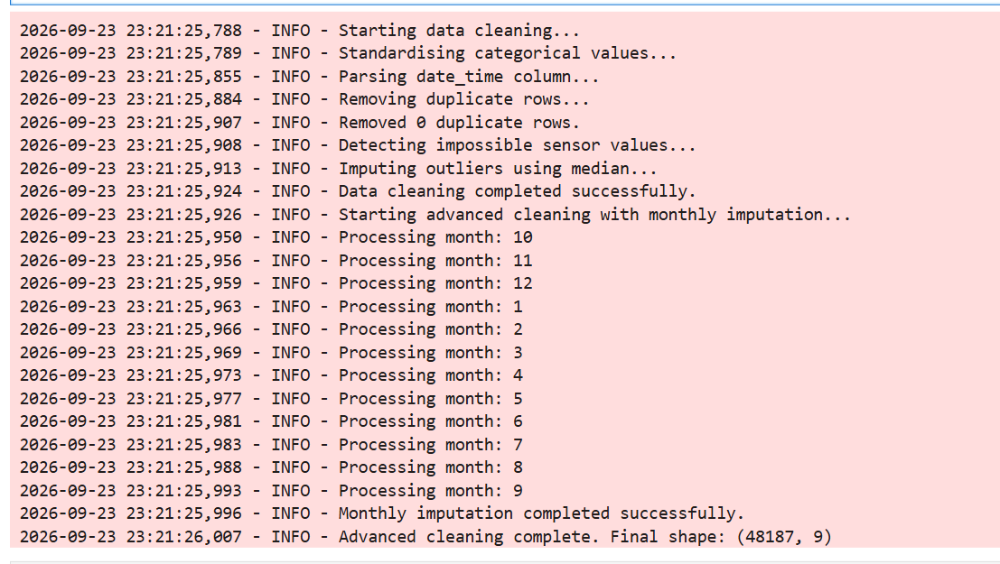 2026-09-23 23:21:25,788 - INFO - Starting data cleaning...
2026-09-23 23:21:25,789 - INFO - Standardising categorical values...
2026-09-23 23:21:25,855 - INFO - Parsing date_time column...
2026-09-23 23:21:25,884 - INFO - Removing duplicate rows...
2026-09-23 23:21:25,907 - INFO - Removed 0 duplicate rows.
2026-09-23 23:21:25,908 - INFO - Detecting impossible sensor values...
2026-09-23 23:21:25,913 - INFO - Imputing outliers using median...
2026-09-23 23:21:25,924 - INFO - Data cleaning completed successfully.
2026-09-23 23:21:25,926 - INFO - Starting advanced cleaning with monthly imputation...
2026-09-23 23:21:25,950 - INFO - Processing month: 10
2026-09-23 23:21:25,956 - INFO - Processing month: 11
2026-09-23 23:21:25,959 - INFO - Processing month: 12
2026-09-23 23:21:25,963 - INFO - Processing month: 1
2026-09-23 23:21:25,966 - INFO - Processing month: 2
2026-09-23 23:21:25,969 - INFO - Processing month: 3
2026-09-23 23:21:25,973 - INFO - Processing month: 4
2026-09-23 23:21:25,977 - INFO - Processing month: 5
2026-09-23 23:21:25,981 - INFO - Processing month: 6
2026-09-23 23:21:25,983 - INFO - Processing month: 7
2026-09-23 23:21:25,988 - INFO - Processing month: 8
2026-09-23 23:21:25,993 - INFO - Processing month: 9
2026-09-23 23:21:25,996 - INFO - Monthly imputation completed successfully.
2026-09-23 23:21:26,007 - INFO - Advanced cleaning complete. Final shape: (48187, 9)